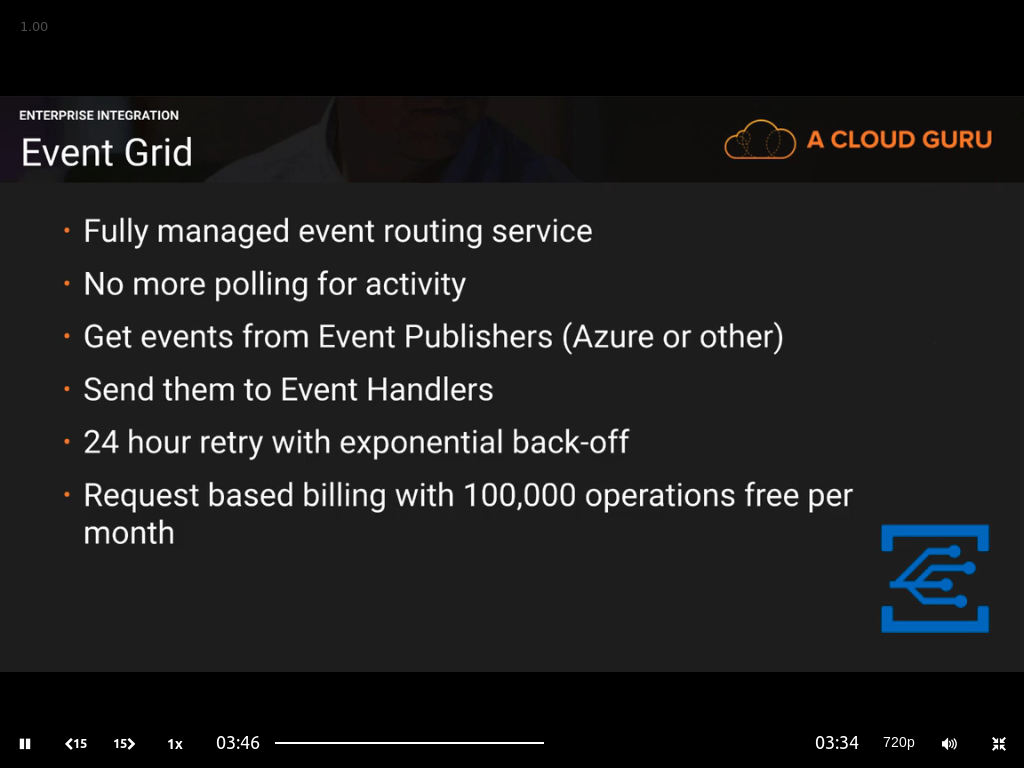 1.00
ENTERPRISE INTEGRATION
Event Grid
A CLOUD GURU
• Fully managed event routing service
• No more polling for activity
• Get events from Event Publishers (Azure or other)
• Send them to Event Handlers
• 24 hour retry with exponential back-off
• Request based billing with 100,000 operations free per
month
15 15 1x 03:46 03:34 720p